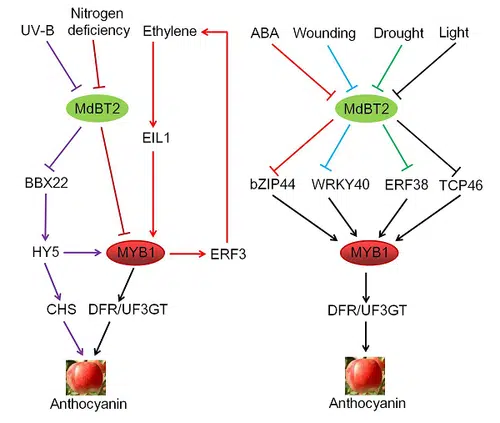 Nitrogen
UV-B deficiency Ethylene
MdBT2
EIL1
BBX22
HY5 MYB1 ERF3
CHS DFR/UF3GT
Anthocyanin
ABA Wounding Drought Light
MdBT2
bZIP44 WRKY40 ERF38 TCP46
MYB1
DFR/UF3GT
Anthocyanin